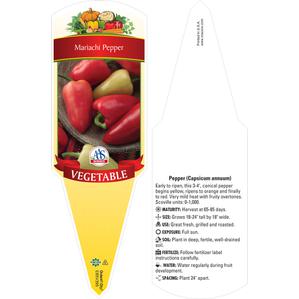 Mariachi Pepper
AAS
WINNER
VEGETABLE
Printed in U.S.A.
Pepper (Capsicum annuum)
Early to ripen, this 3-4", conical pepper
begins yellow, ripens to orange and finally
to red. Very mild heat with fruity overtones.
Scoville units: 0-1,000.
MATURITY: Harvest at 65-85 days.
SIZE: Grows 18-24" tall by 18" wide.
USE: Great fresh, grilled and roasted.
EXPOSURE: Full sun.
SOIL: Plant in deep, fertile, well-drained
soil.
FERTILIZE: Follow fertilizer label
instructions carefully.
WATER: Water regularly during fruit
development.
SPACING: Plant 24" apart.